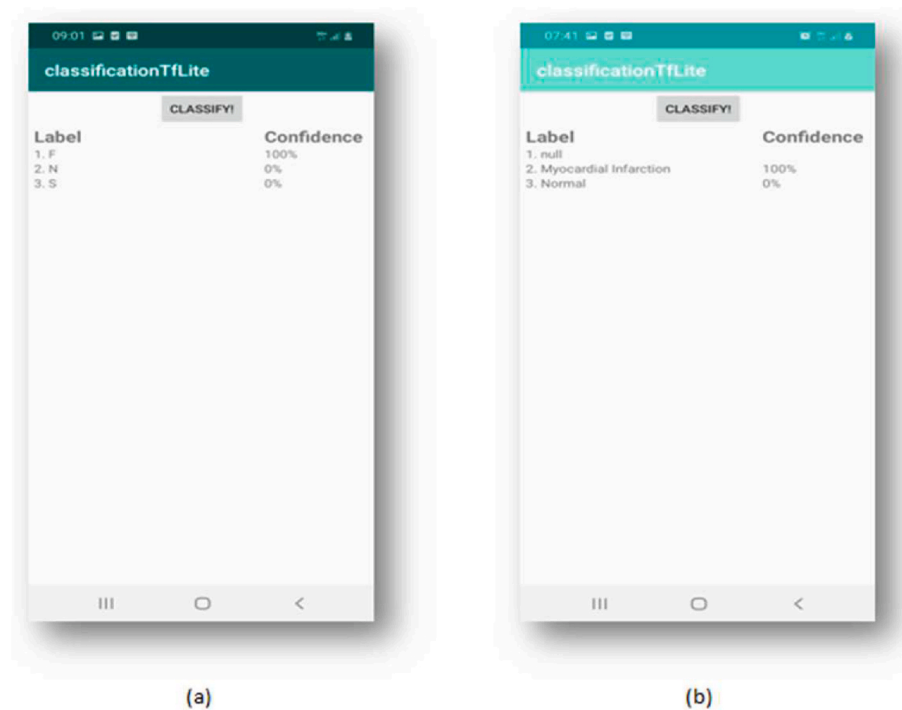 09:01
classificationTfLite
CLASSIFY!
Label Confidence
1. F 100%
2. N 0%
3. S 0%
(a)
07:41
classificationTfLite
CLASSIFY!
Label Confidence
1. null
2. Myocardial Infarction 100%
3. Normal 0%
(b)